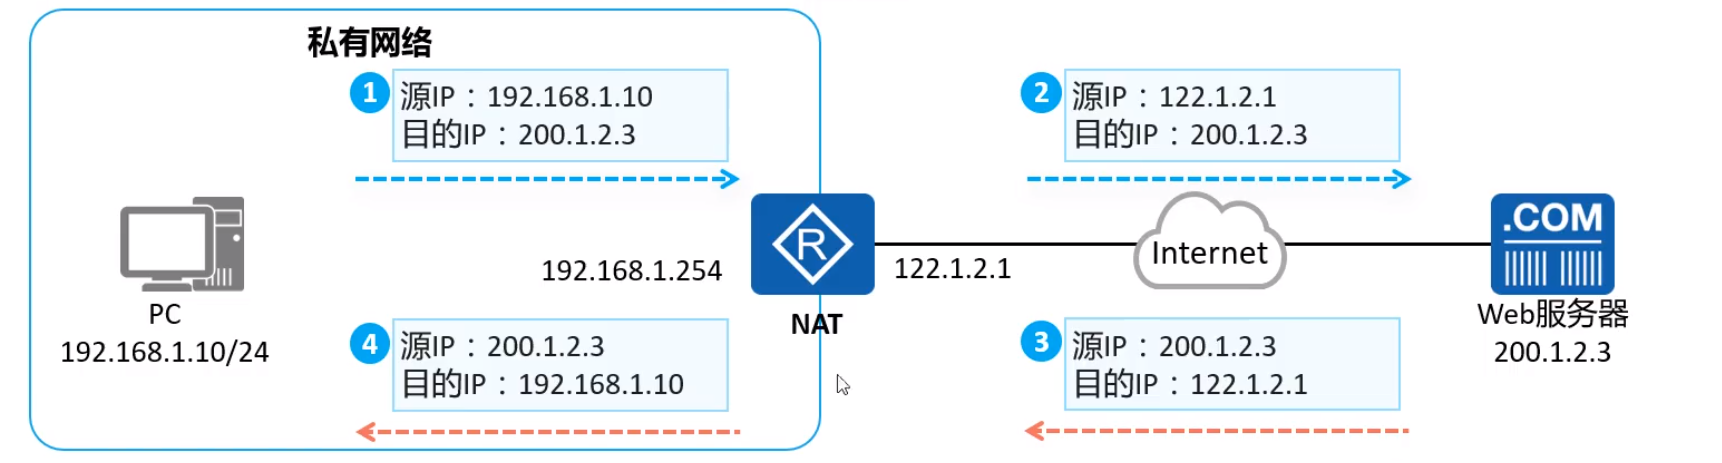 私有网络
1
源IP：192.168.1.10
目的IP：200.1.2.3
2
源IP：122.1.2.1
目的IP：200.1.2.3
R
.COM
Internet
192.168.1.254
122.1.2.1
PC
192.168.1.10/24
NAT
Web服务器
200.1.2.3
4
源IP：200.1.2.3
目的IP：192.168.1.10
3
源IP：200.1.2.3
目的IP：122.1.2.1